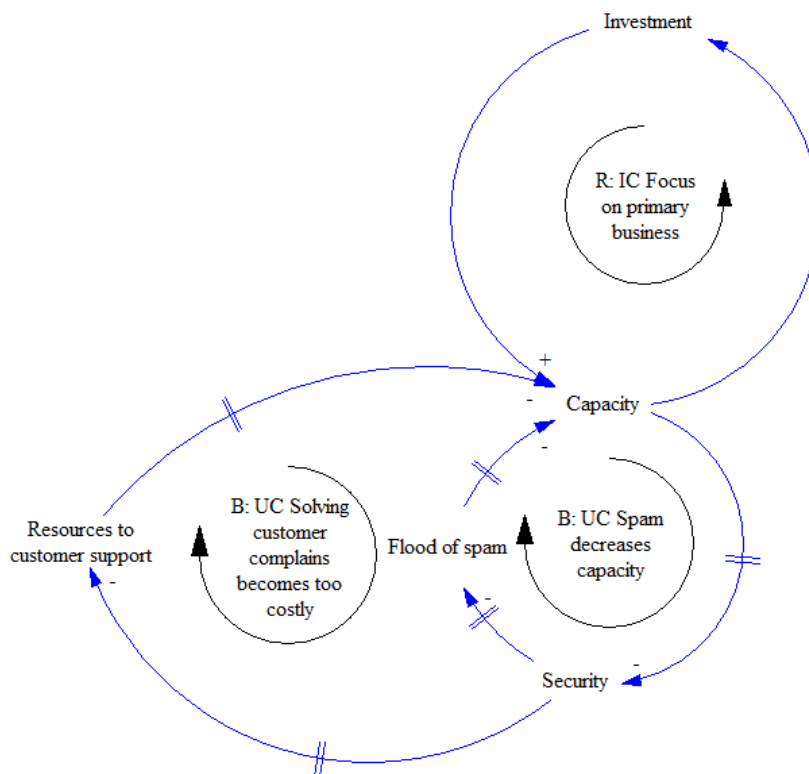 Investment
R: IC Focus
on primary
business
+
-
Capacity
-
B: UC Solving
customer
complains
becomes too
costly
Resources to
customer support
-
Flood of spam
-
B: UC Spam
decreases
capacity
Security
-